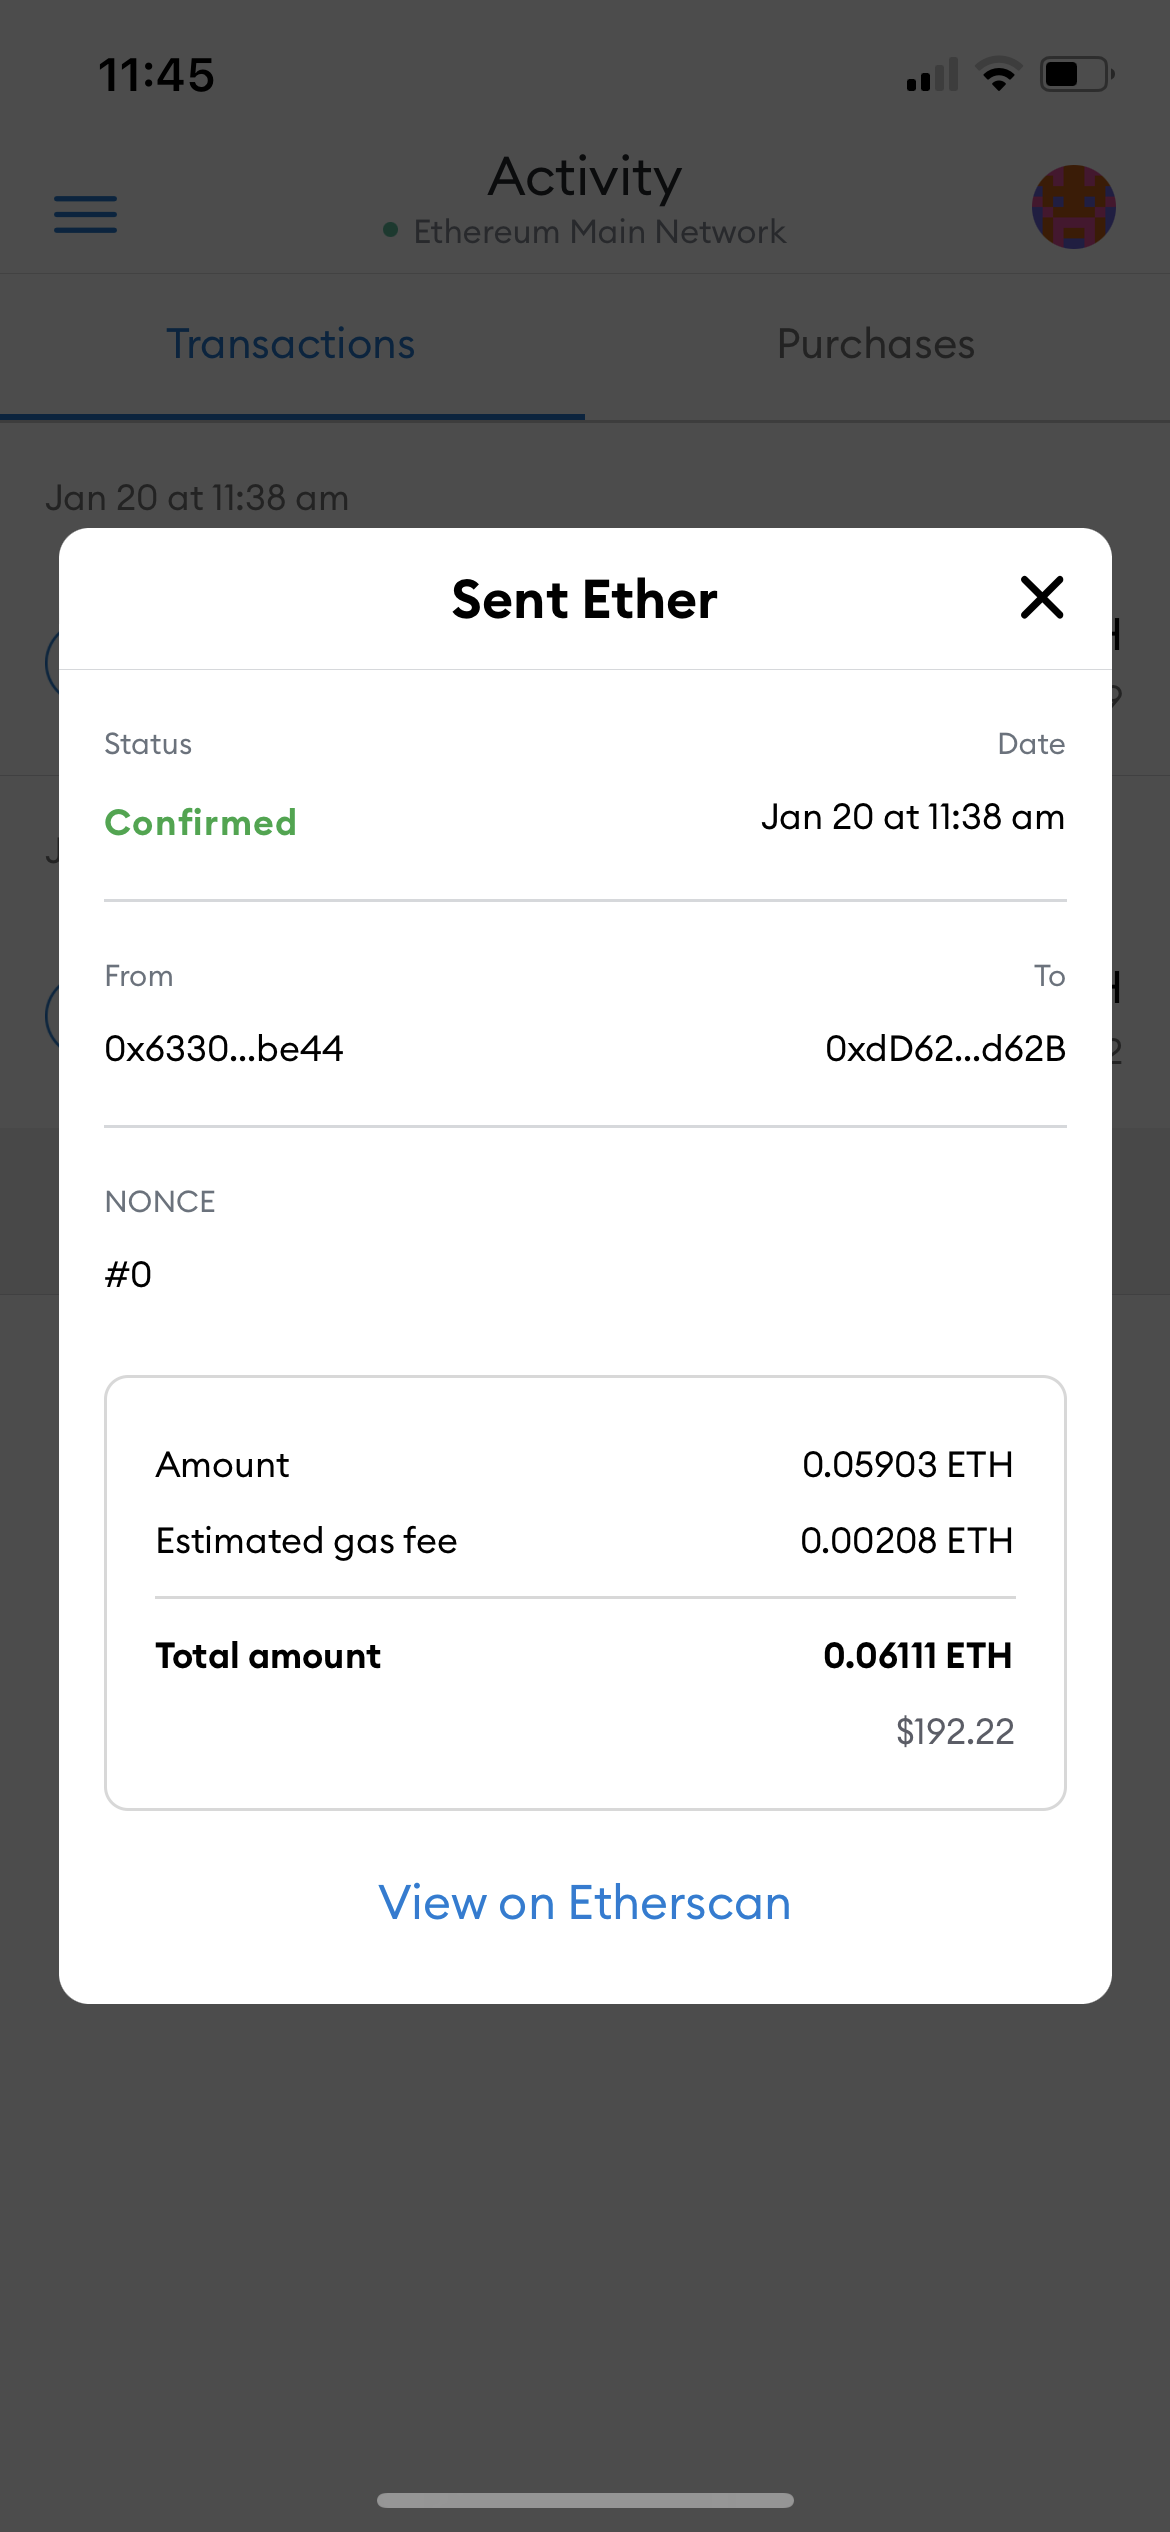 11:45
Activity
Ethereum Main Network
Transactions Purchases
Jan 20 at 11:38 am
Sent Ether
Status Date
Confirmed Jan 20 at 11:38 am
From To
0x6330...be44 0xdD62...d62B
NONCE
#0
Amount 0.05903 ETH
Estimated gas fee 0.00208 ETH
Total amount 0.06111 ETH
$192.22
View on Etherscan